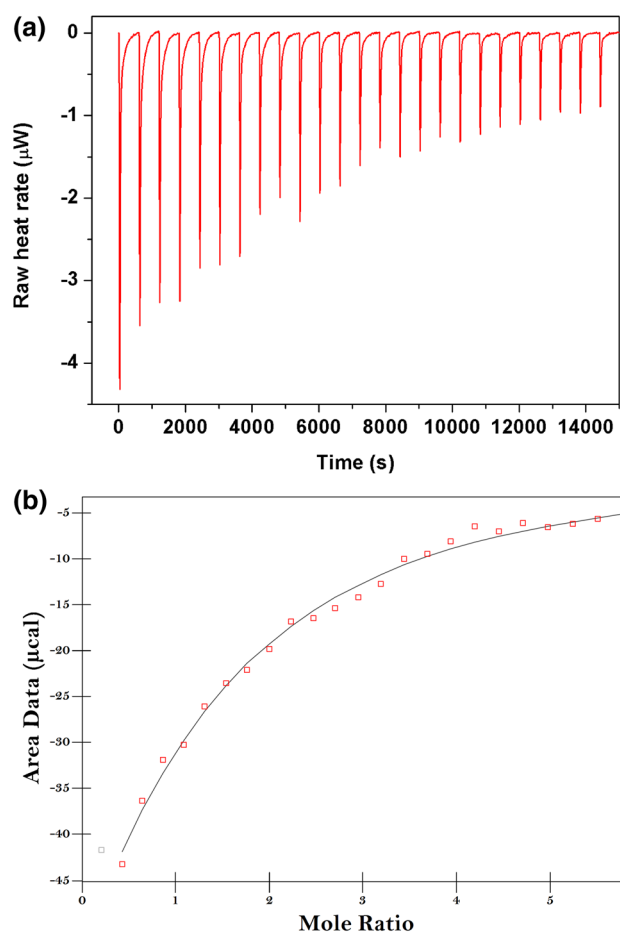 (a)
0
-1
-2
-3
-4
Raw heat rate (μW)
0 2000 4000 6000 8000 10000 12000 14000
Time (s)
(b)
-5
-10
-15
-20
-25
-30
-35
-40
-45
Area Data (μcal)
0 1 2 3 4 5
Mole Ratio